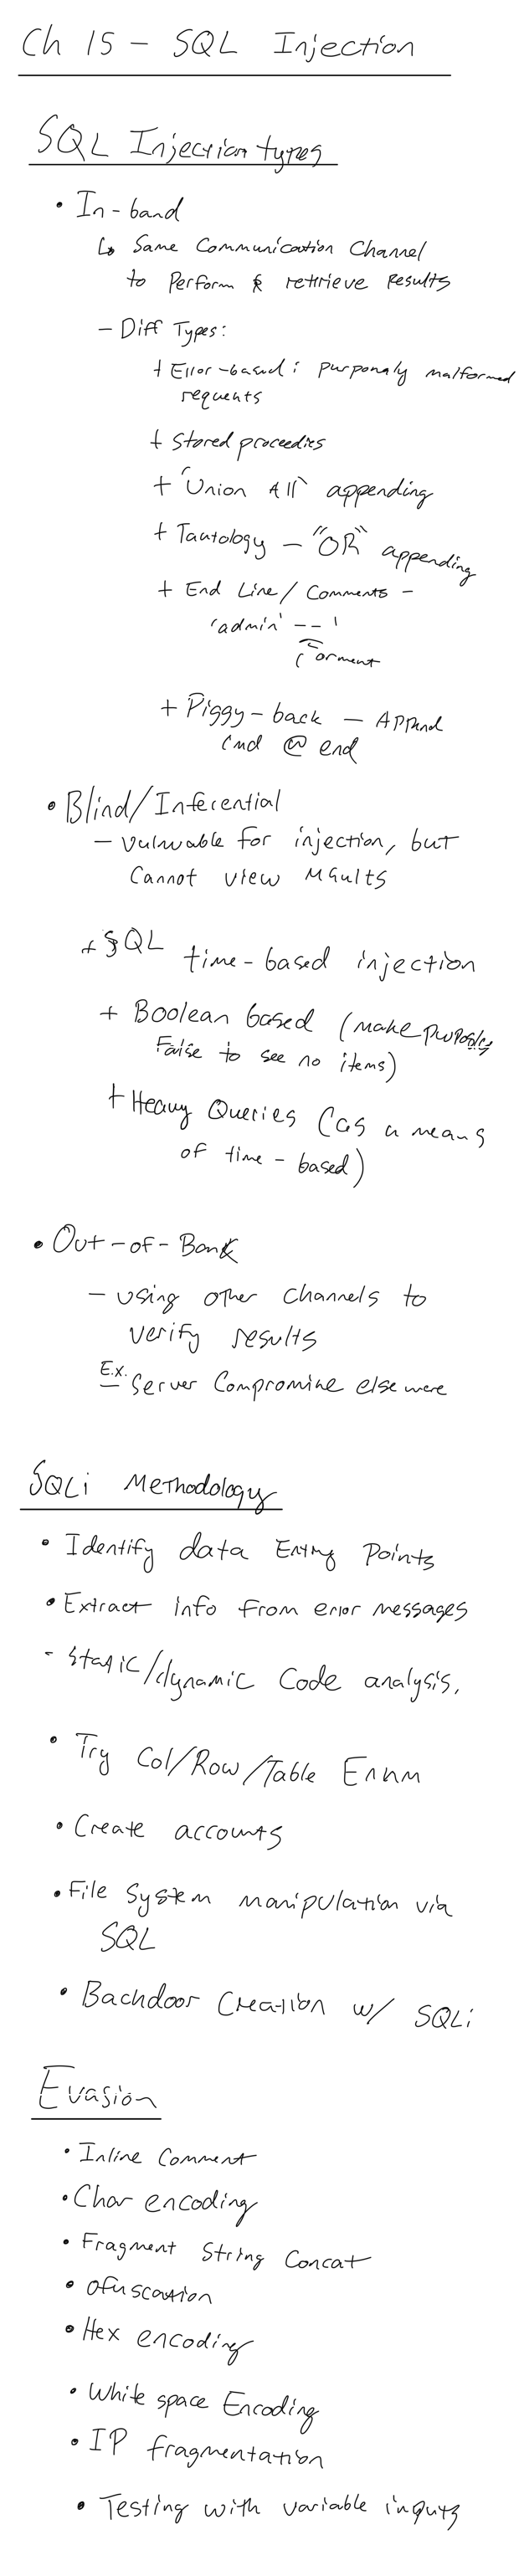 Ch 15 - SQL Injection
SQL Injection types
• In-band
↳ Same Communication Channel
to Perform & retrieve Results
- Diff Types:
+ Error-based: purposely malformed
requests
+ Stored procedies
+ "Union All" appending
+ Tautology - "OR" appending
+ End Line / Comments -
'admin' -- '
Comment
+ Piggy-back - Append
Cmd @ end
• Blind/Inferential
- Vulnerable for injection, but
Cannot view results
+ SQL time-based injection
+ Boolean based (make purposley
False to see no items)
+ Heavy Queries (as a means
of time-based)
• Out-of-Band
- using other channels to
verify results
Ex. Server Compromise elsewere
SQLi Methodology
• Identify data Entry Points
• Extract info from error messages
- Static/dynamic Code analysis.
• Try Col/Row/Table Enum
• Create accounts
• File System manipulation via
SQL
• Backdoor Creation w/ SQLi
Evasion
• Inline Comment
• Char encoding
• Fragment String Concat
• Ofuscation
• Hex encoding
• White space Encoding
• IP fragmentation
• Testing with variable inputs